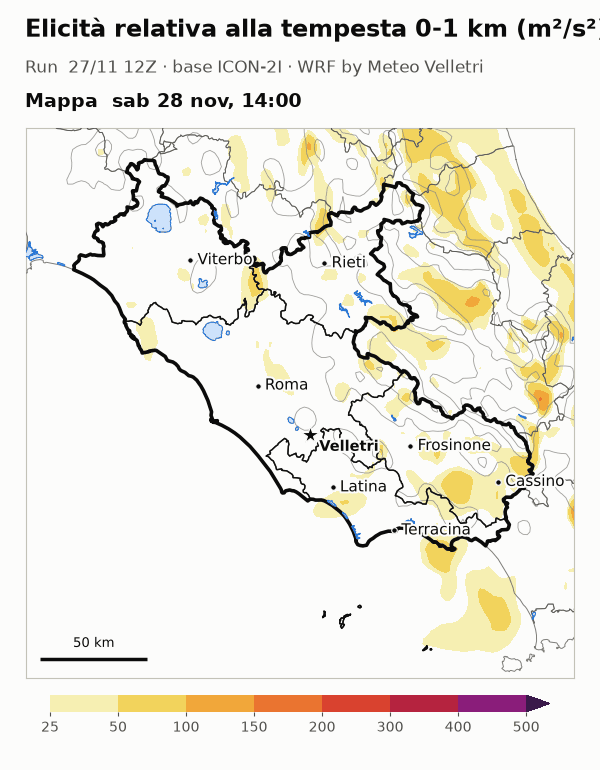 Elicità relativa alla tempesta 0-1 km (m²/s²)
Run 27/11 12Z · base ICON-2I · WRF by Meteo Velletri
Mappa sab 28 nov, 14:00
Viterbo
Rieti
Roma
Velletri
Frosinone
Latina
Cassino
Terracina
50 km
25 50 100 150 200 300 400 500